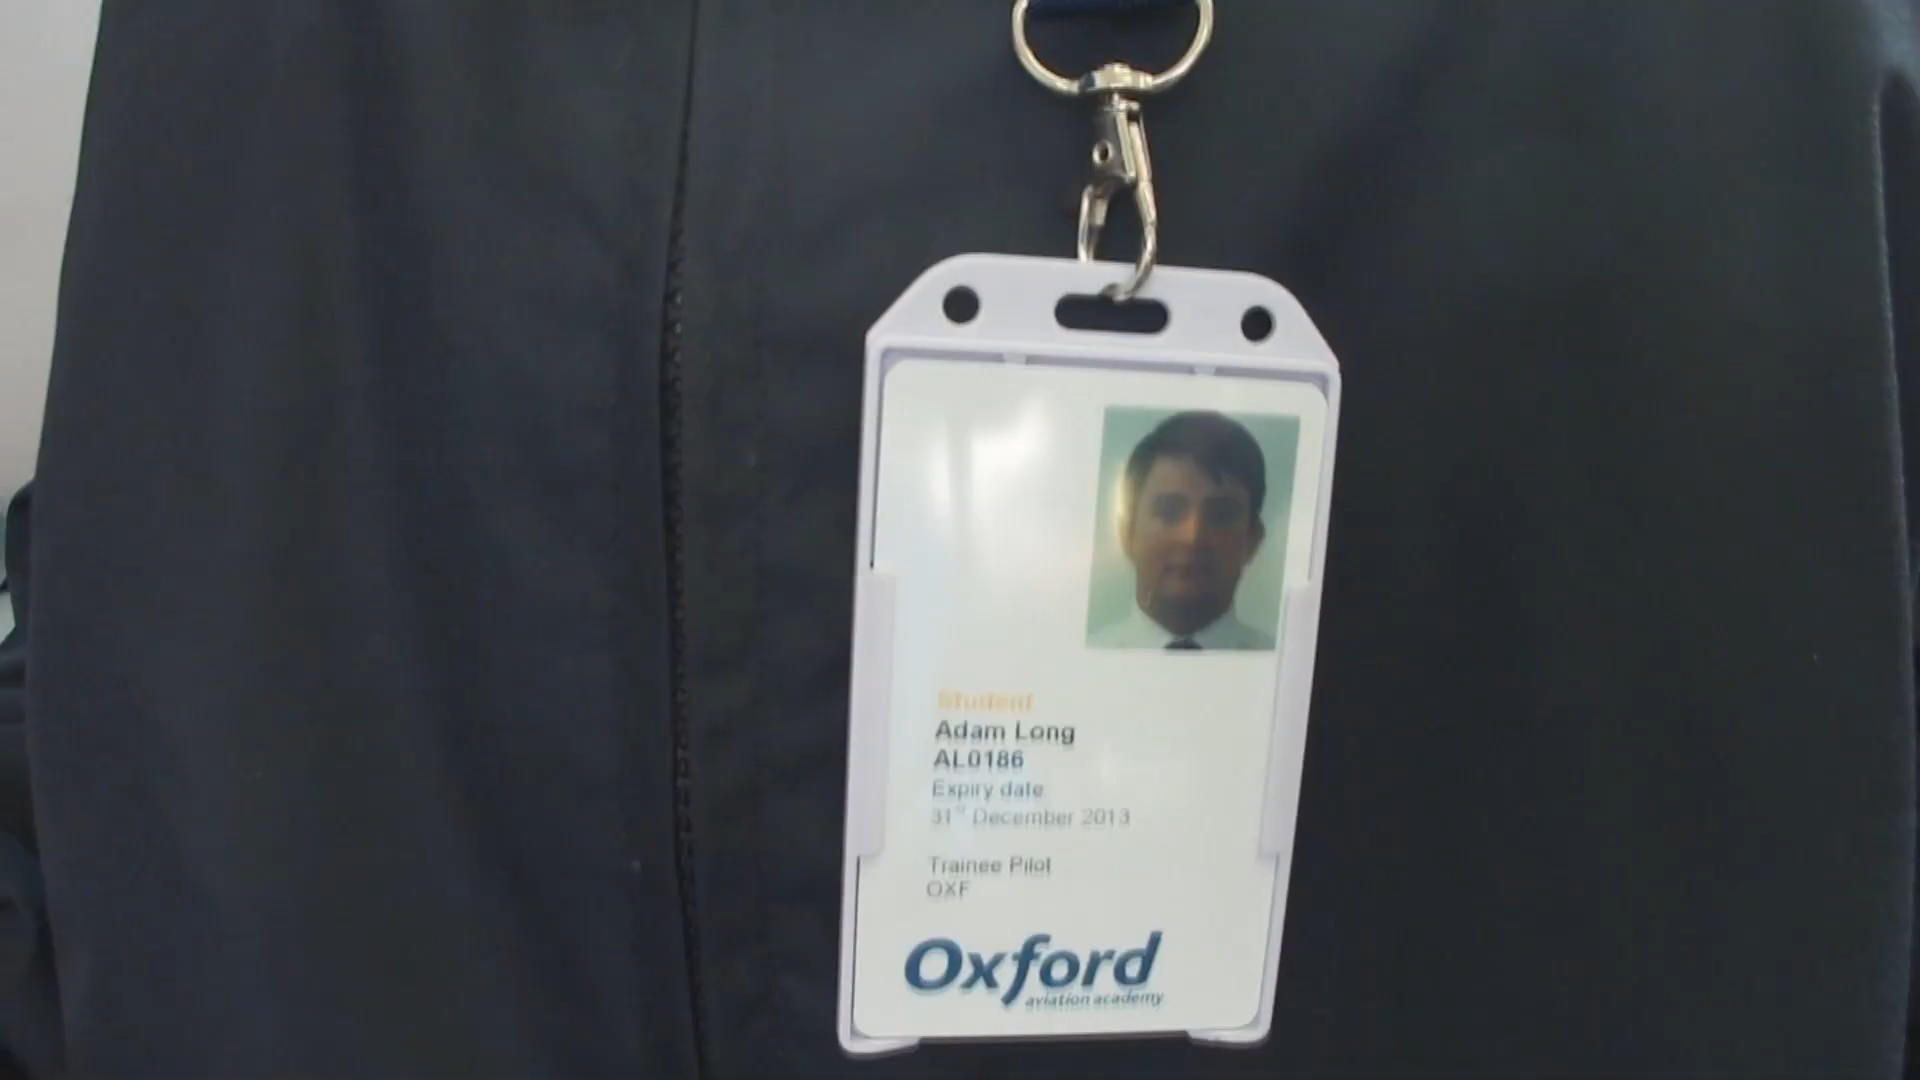 Student
Adam Long
AL0186
Expiry date
31st December 2013
Trainee Pilot
OXF
Oxford
aviation academy